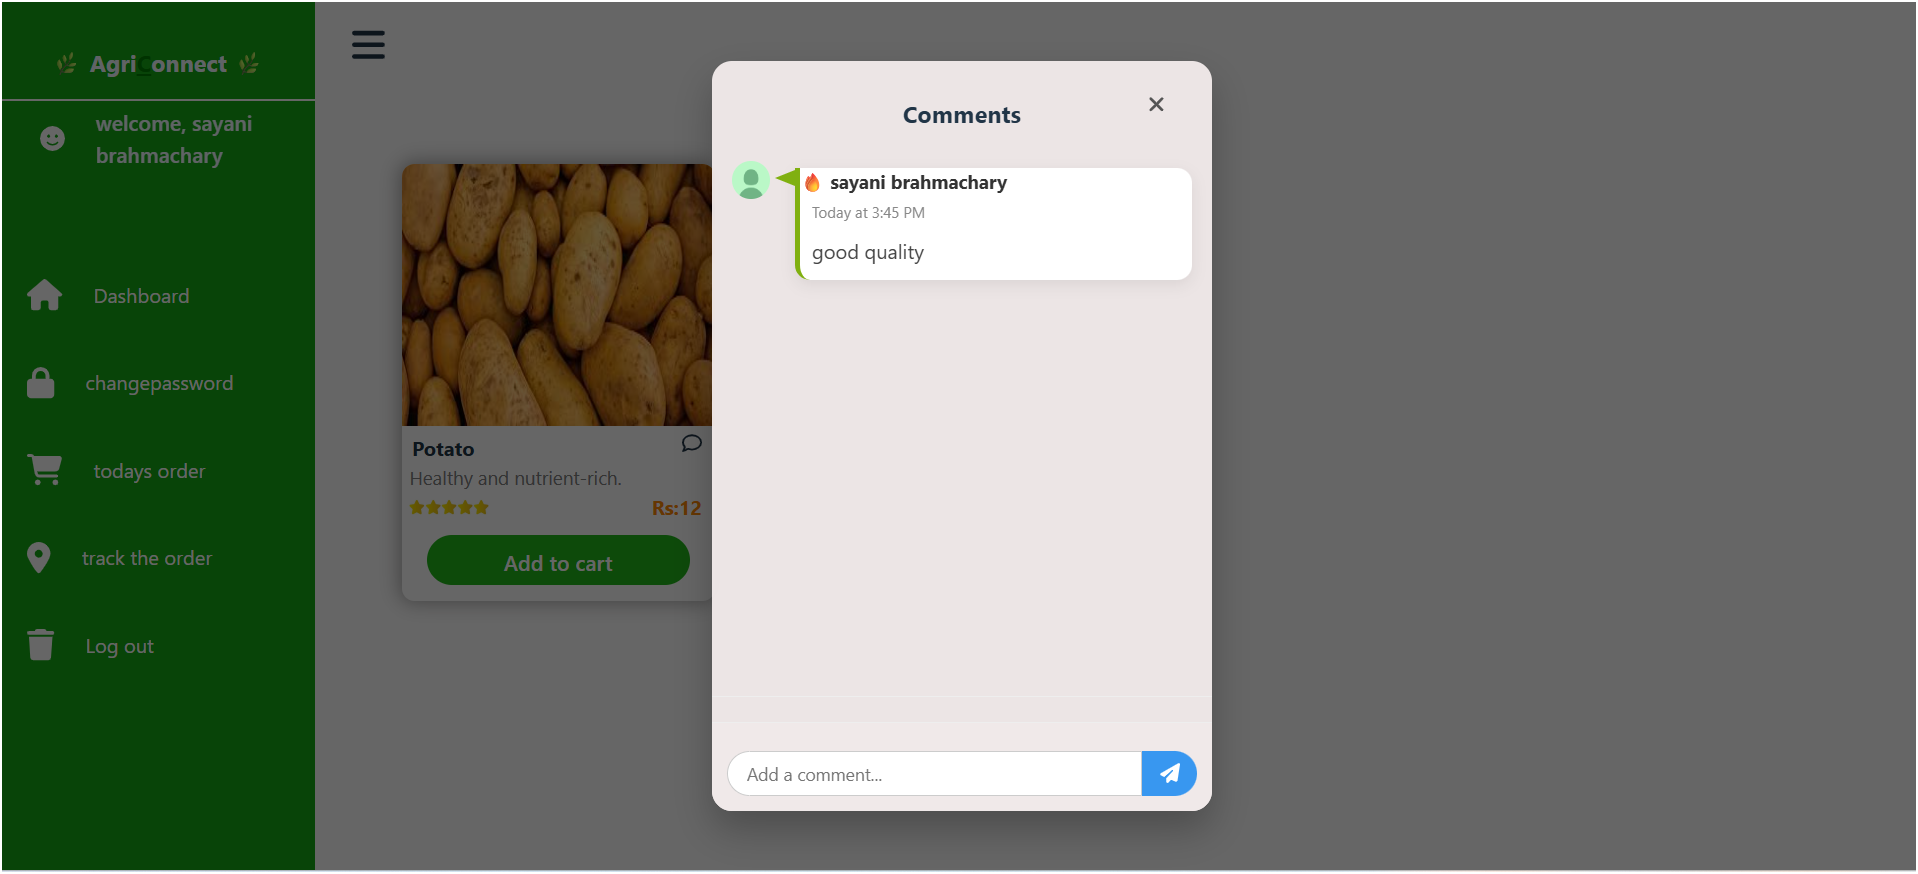 AgriConnect
welcome, sayani
brahmachary
Dashboard
changepassword
todays order
track the order
Log out
Potato
Healthy and nutrient-rich.
Rs:12
Add to cart
Comments
sayani brahmachary
Today at 3:45 PM
good quality
Add a comment...